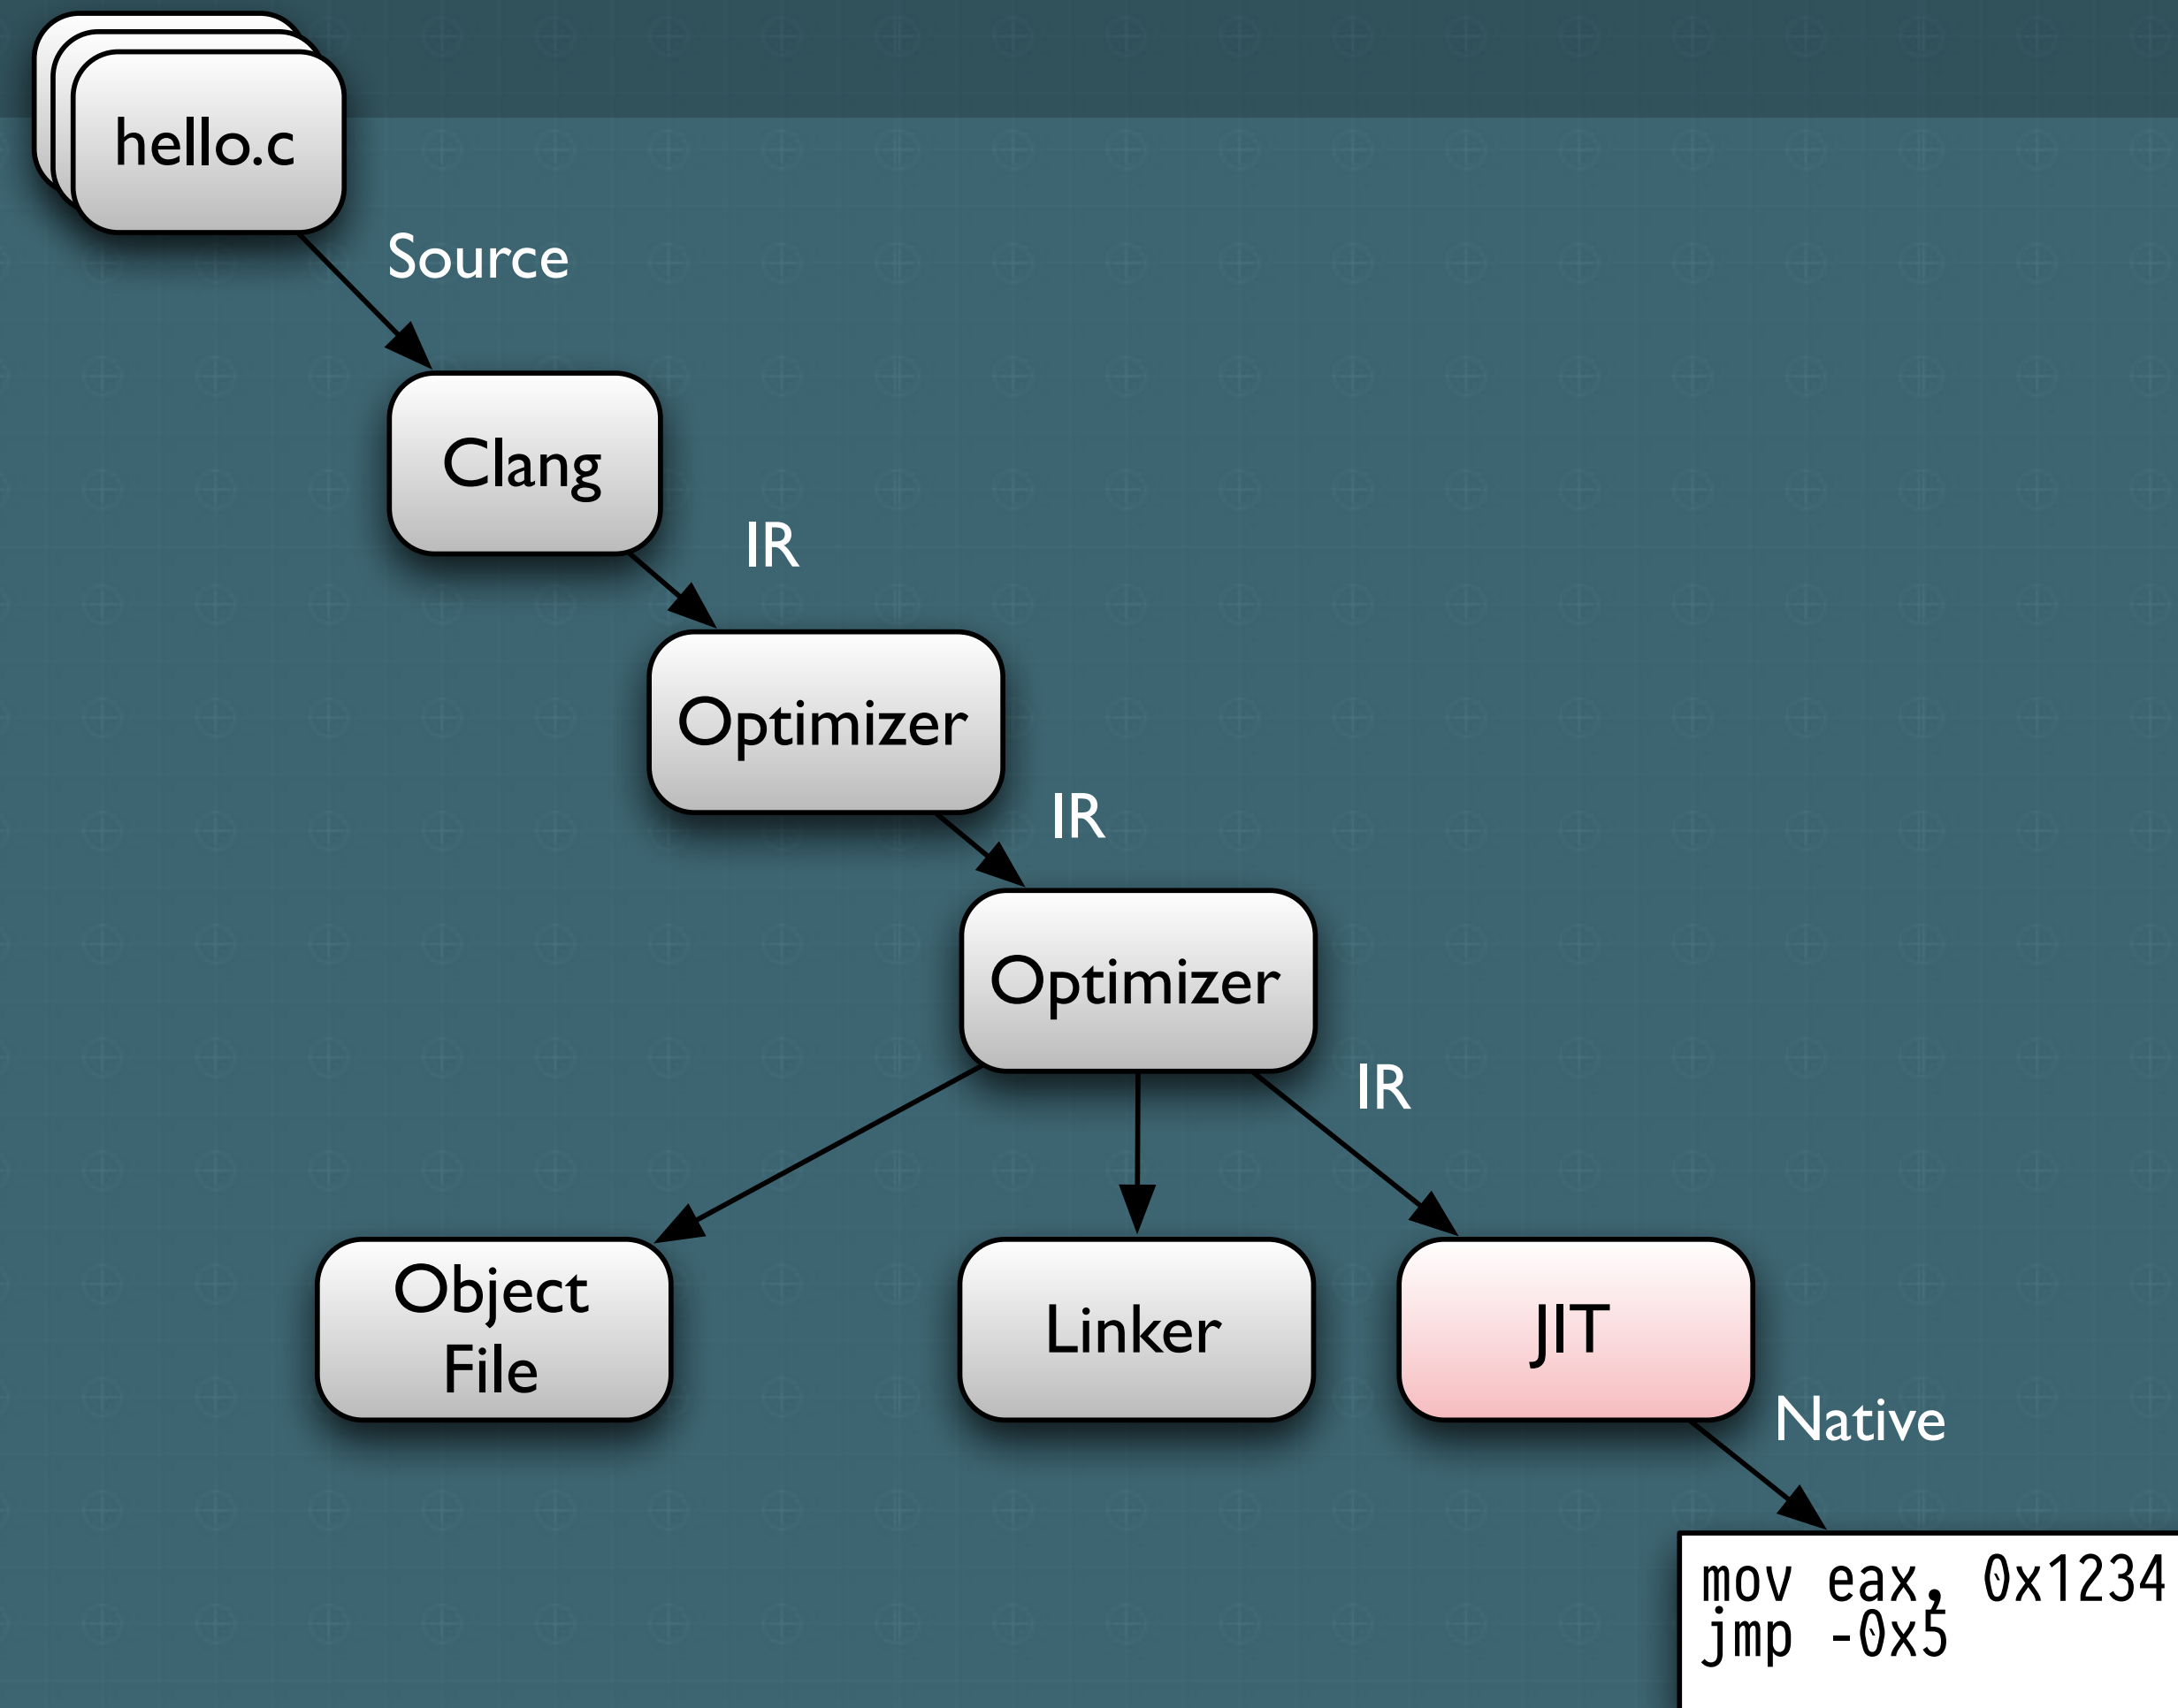 hello.c
Source
Clang
IR
Optimizer
IR
Optimizer
IR
Object
File
Linker
JIT
Native
mov eax, 0x1234
jmp -0x5